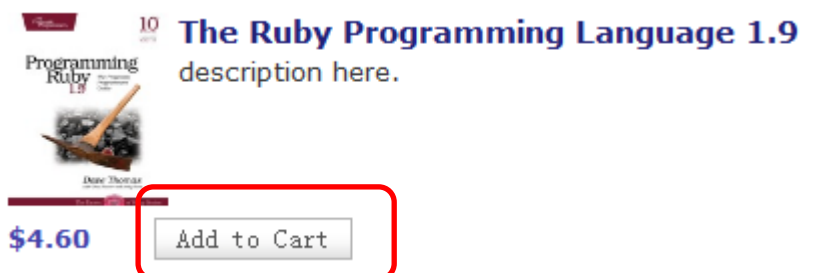 The Ruby Programming Language 1.9
description here.
10
Programming
Ruby
1.9
Dave Thomas
$4.60
Add to Cart